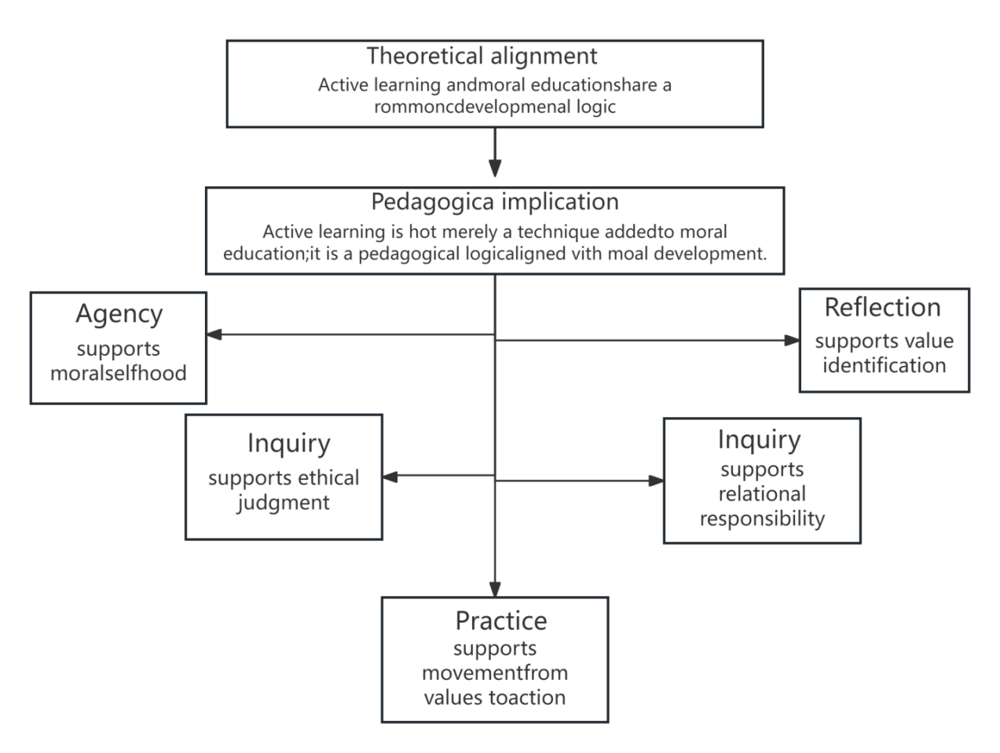 Theoretical alignment
Active learning andmoral educationshare a
rommoncdevelopmenal logic
Pedagogica implication
Active learning is hot merely a technique addedto moral
education;it is a pedagogical logicaligned vith moal development.
Agency
supports
moralselfhood
Reflection
supports value
identification
Inquiry
supports ethical
judgment
Inquiry
supports
relational
responsibility
Practice
supports
movementfrom
values toaction